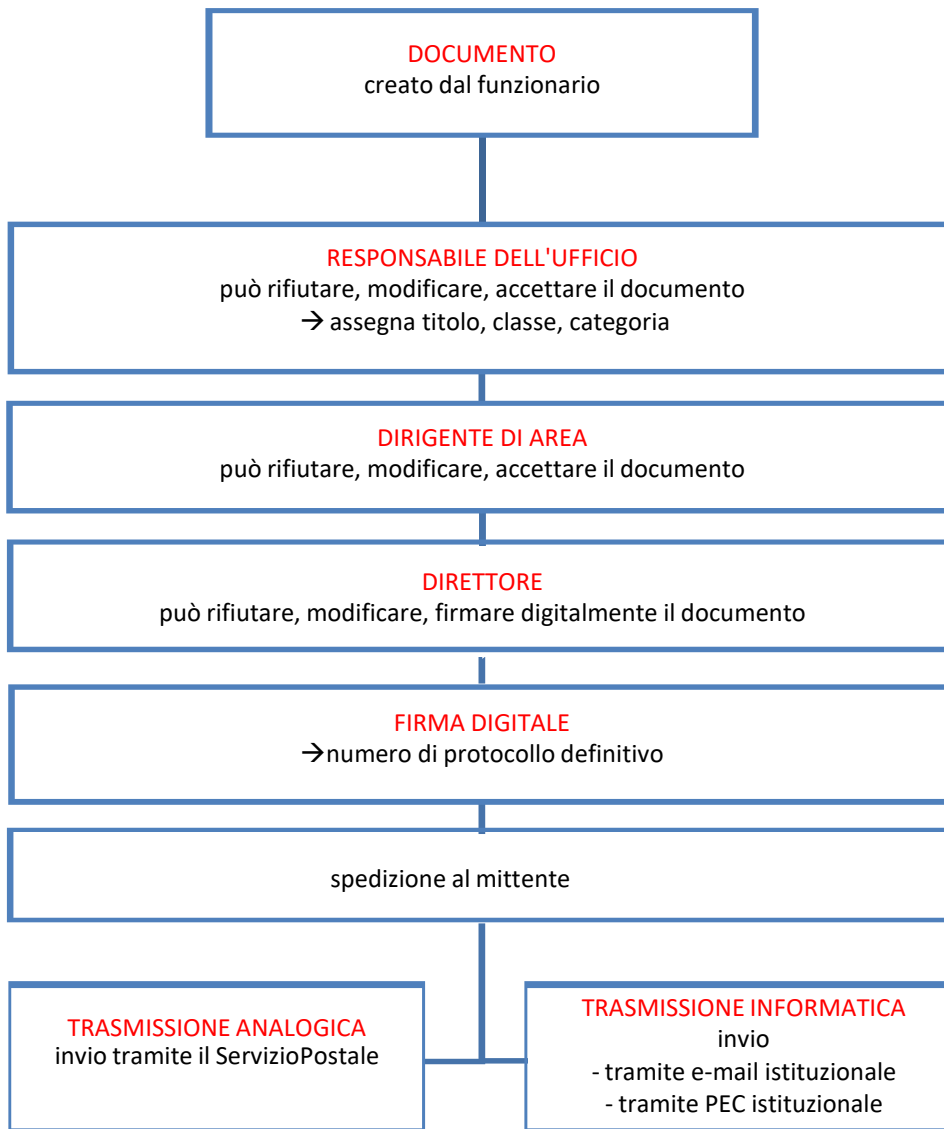 DOCUMENTO
creato dal funzionario
RESPONSABILE DELL'UFFICIO
può rifiutare, modificare, accettare il documento
→ assegna titolo, classe, categoria
DIRIGENTE DI AREA
può rifiutare, modificare, accettare il documento
DIRETTORE
può rifiutare, modificare, firmare digitalmente il documento
FIRMA DIGITALE
→numero di protocollo definitivo
spedizione al mittente
TRASMISSIONE ANALOGICA
invio tramite il ServizioPostale
TRASMISSIONE INFORMATICA
invio
- tramite e-mail istituzionale
- tramite PEC istituzionale